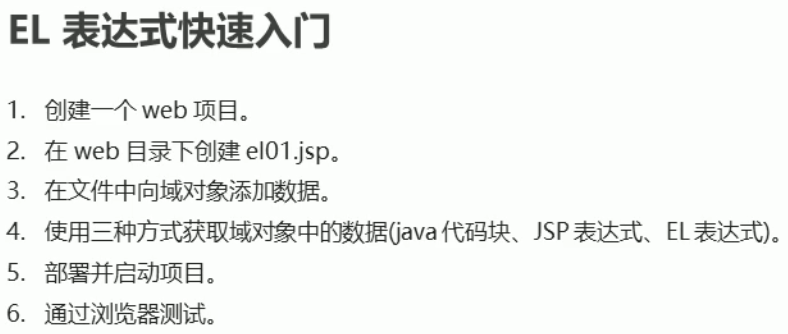 EL 表达式快速入门
1. 创建一个 web 项目。
2. 在 web 目录下创建 el01.jsp。
3. 在文件中向域对象添加数据。
4. 使用三种方式获取域对象中的数据(java 代码块、JSP 表达式、EL 表达式)。
5. 部署并启动项目。
6. 通过浏览器测试。